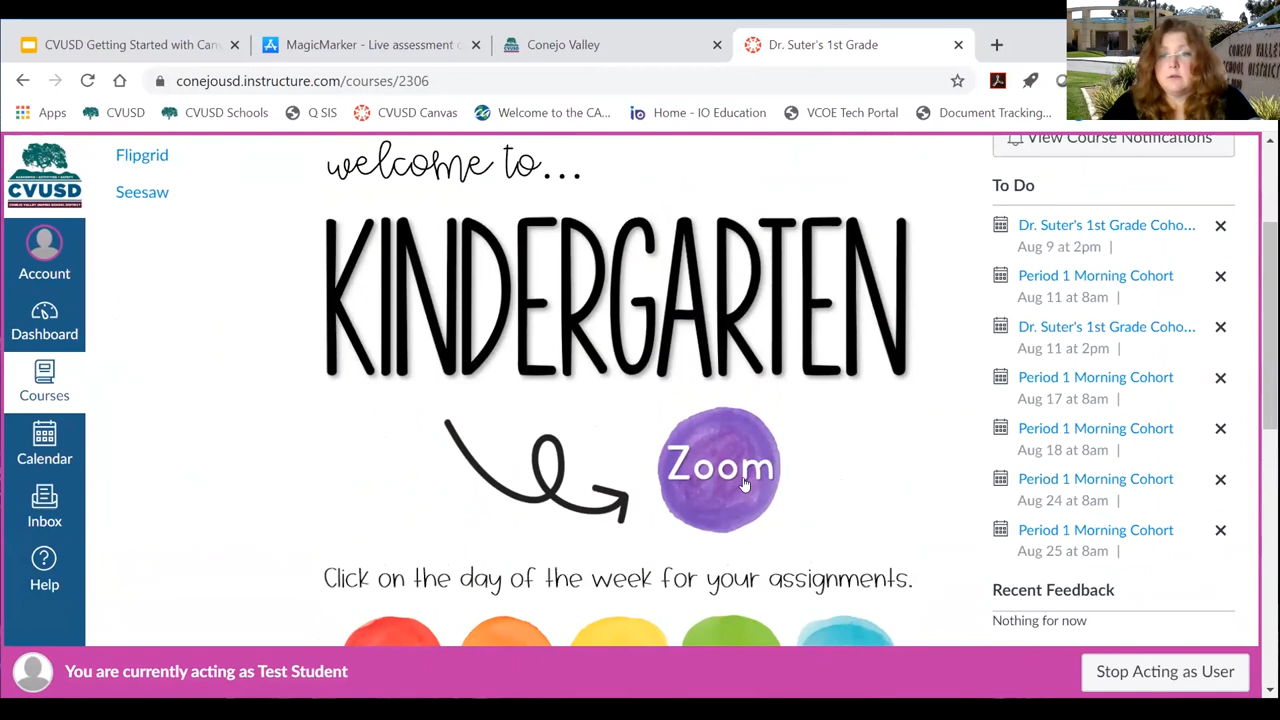 CVUSD Getting Started with Can
MagicMarker - Live assessment c
Conejo Valley
Dr. Suter's 1st Grade
conejousd.instructure.com/courses/2306
Apps
CVUSD
CVUSD Schools
Q SIS
CVUSD Canvas
Welcome to the CA...
Home - IO Education
VCOE Tech Portal
Document Tracking...
CONEJO VALLEY
SCHOOL DISTRICT
CVUSD
Account
Dashboard
Courses
Calendar
Inbox
Help
Flipgrid
Seesaw
welcome to...
KINDERGARTEN
Zoom
Click on the day of the week for your assignments.
View Course Notifications
To Do
Dr. Suter's 1st Grade Coho...
Aug 9 at 2pm |
Period 1 Morning Cohort
Aug 11 at 8am |
Dr. Suter's 1st Grade Coho...
Aug 11 at 2pm |
Period 1 Morning Cohort
Aug 17 at 8am |
Period 1 Morning Cohort
Aug 18 at 8am |
Period 1 Morning Cohort
Aug 24 at 8am |
Period 1 Morning Cohort
Aug 25 at 8am |
Recent Feedback
Nothing for now
You are currently acting as Test Student
Stop Acting as User